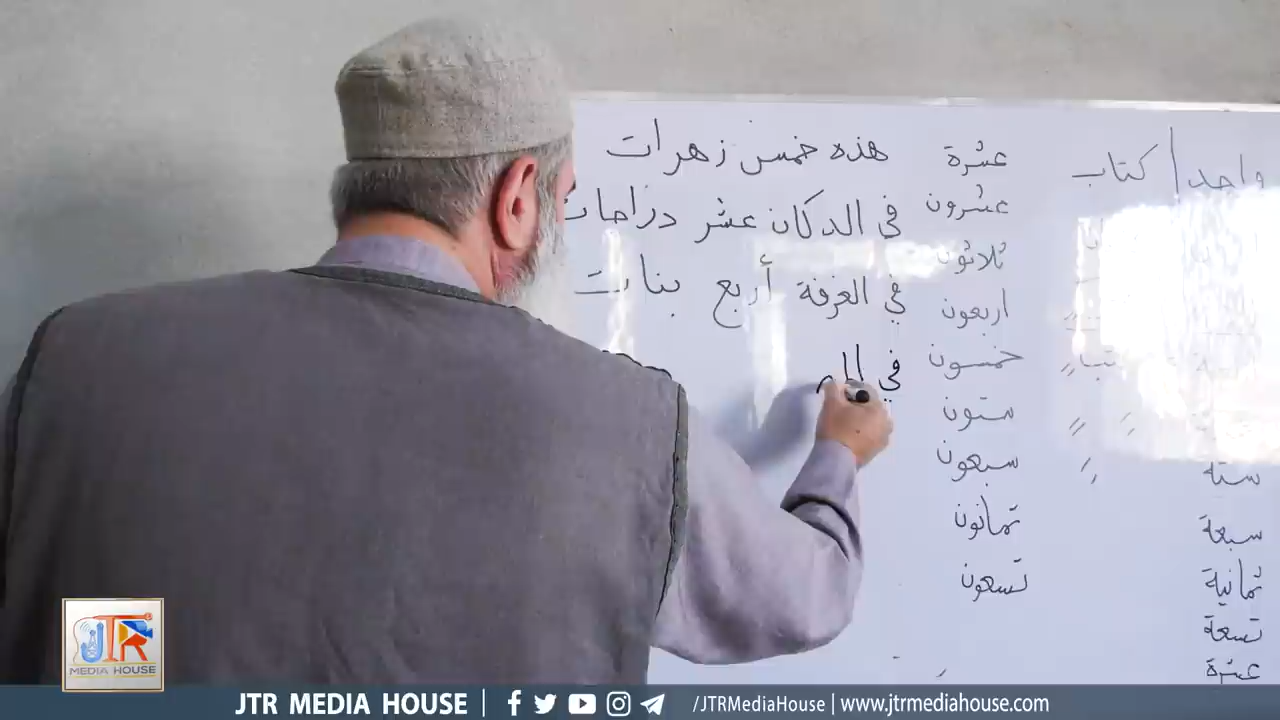 واحد / كتاب
ستة
سبعة
ثمانية
تسعة
عشرة
عشرة
عشرون
ثلاثون
اربعون
خمسون
ستون
سبعون
ثمانون
تسعون
هذه خمس زهرات
في الدكان عشر دراجات
في الغرفة أربع بنات
في
JTR
MEDIA HOUSE
JTR MEDIA HOUSE | /JTRMediaHouse | www.jtrmediahouse.com